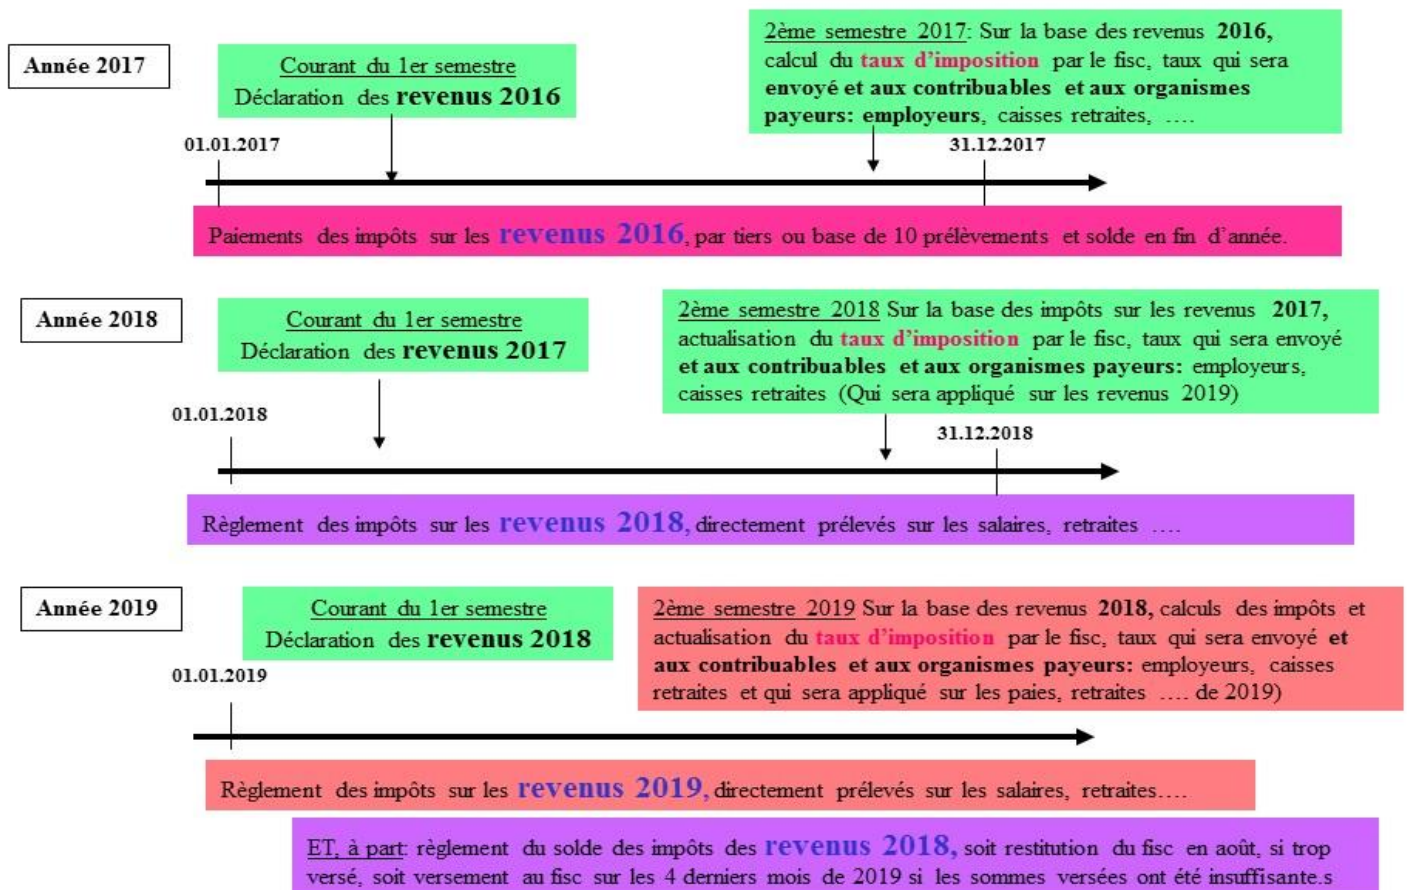 Année 2017
Courant du 1er semestre
Déclaration des revenus 2016
2ème semestre 2017: Sur la base des revenus 2016,
calcul du taux d'imposition par le fisc, taux qui sera
envoyé et aux contribuables et aux organismes
payeurs: employeurs, caisses retraites, ....
01.01.2017
31.12.2017
Paiements des impôts sur les revenus 2016, par tiers ou base de 10 prélèvements et solde en fin d'année.
Année 2018
Courant du 1er semestre
Déclaration des revenus 2017
2ème semestre 2018 Sur la base des impôts sur les revenus 2017,
actualisation du taux d'imposition par le fisc, taux qui sera envoyé
et aux contribuables et aux organismes payeurs: employeurs,
caisses retraites (Qui sera appliqué sur les revenus 2019)
01.01.2018
31.12.2018
Règlement des impôts sur les revenus 2018, directement prélevés sur les salaires, retraites ....
Année 2019
Courant du 1er semestre
Déclaration des revenus 2018
2ème semestre 2019 Sur la base des revenus 2018, calculs des impôts et
actualisation du taux d'imposition par le fisc, taux qui sera envoyé et
aux contribuables et aux organismes payeurs: employeurs, caisses
retraites et qui sera appliqué sur les paies, retraites .... de 2019)
01.01.2019
Règlement des impôts sur les revenus 2019, directement prélevés sur les salaires, retraites....
ET, à part: règlement du solde des impôts des revenus 2018, soit restitution du fisc en août, si trop
versé, soit versement au fisc sur les 4 derniers mois de 2019 si les sommes versées ont été insuffisante.s